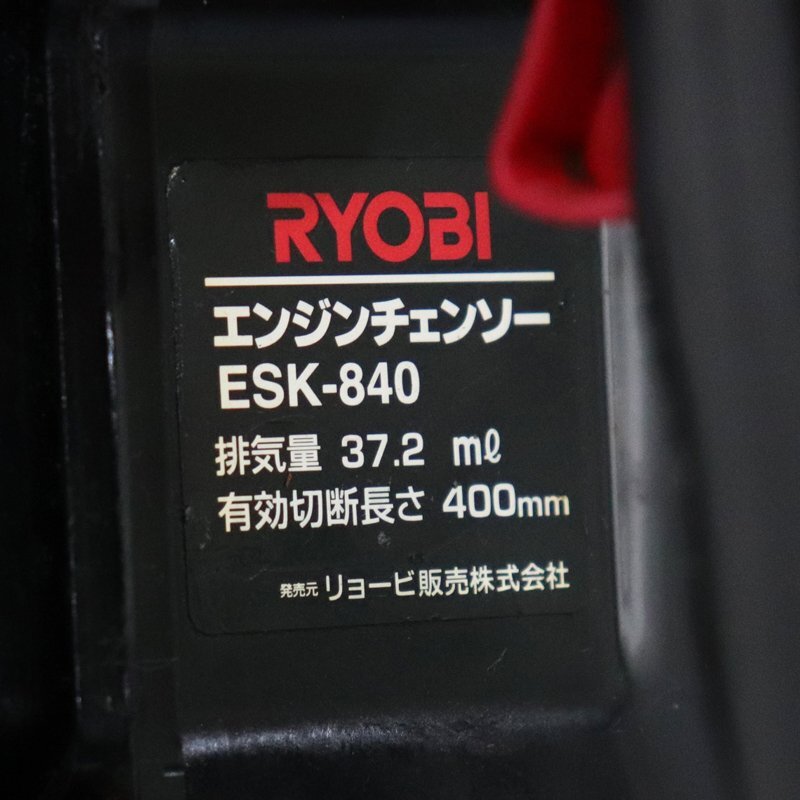 RYOBI
エンジンチェンソー
ESK-840
排気量 37.2 mℓ
有効切断長さ 400mm
発売元 リョービ販売株式会社